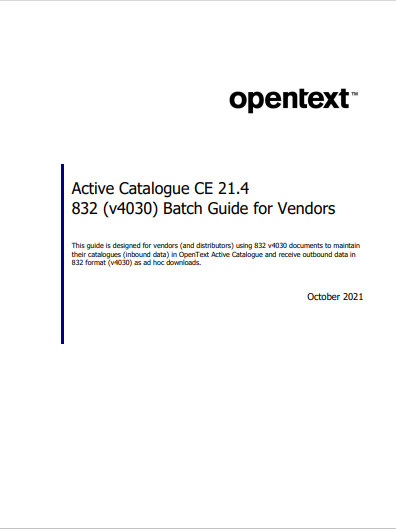 opentext™
Active Catalogue CE 21.4
832 (v4030) Batch Guide for Vendors
This guide is designed for vendors (and distributors) using 832 v4030 documents to maintain
their catalogues (inbound data) in OpenText Active Catalogue and receive outbound data in
832 format (v4030) as ad hoc downloads.
October 2021